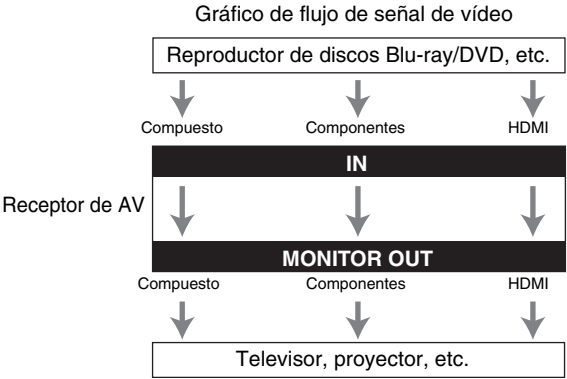 Gráfico de flujo de señal de vídeo
Reproductor de discos Blu-ray/DVD, etc.
Compuesto Componentes HDMI
IN
Receptor de AV
MONITOR OUT
Compuesto Componentes HDMI
Televisor, proyector, etc.